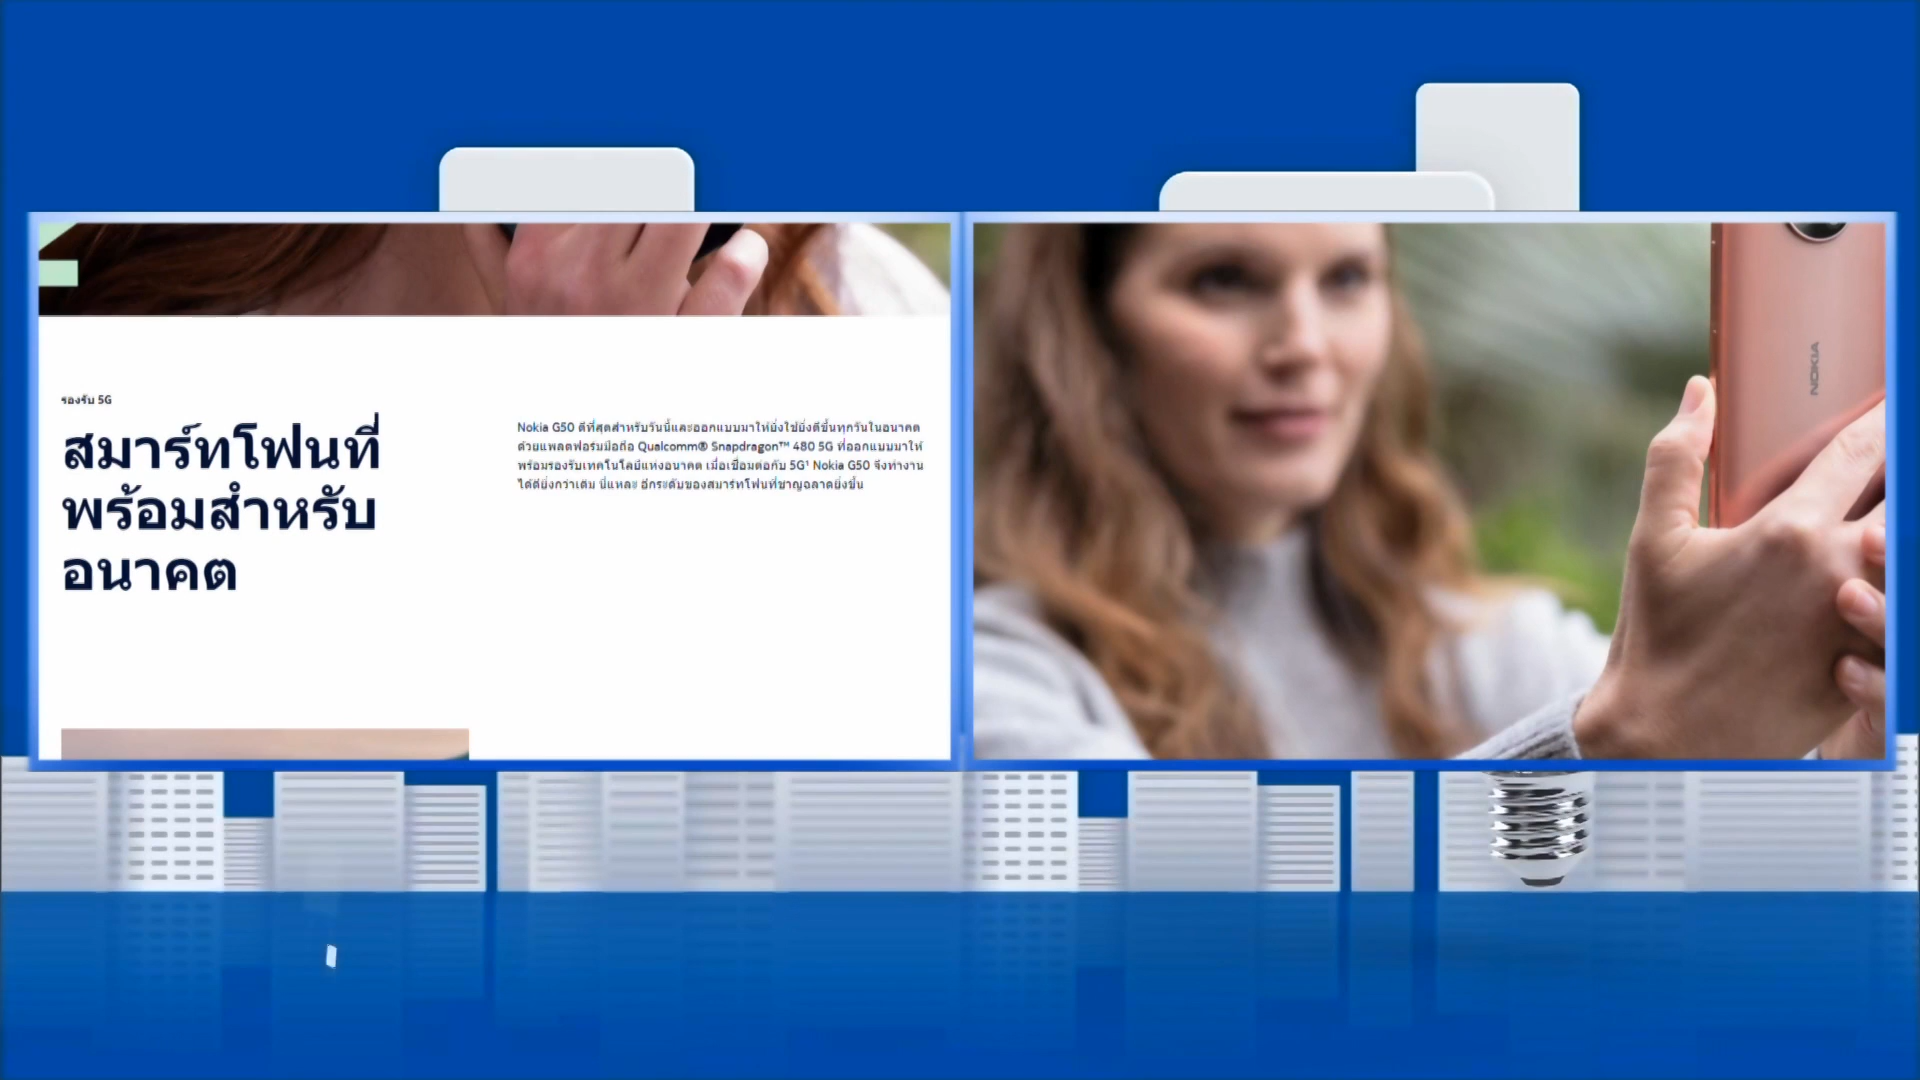 รองรับ 5G
สมาร์ทโฟนที่
พร้อมสำหรับ
อนาคต
Nokia G50 ดีที่สุดสำหรับวันนี้และออกแบบมาให้ยิ่งใช้ยิ่งดีขึ้นทุกวันในอนาคต
ด้วยแพลตฟอร์มมือถือ Qualcomm® Snapdragon™ 480 5G ที่ออกแบบมาให้
พร้อมรองรับเทคโนโลยีแห่งอนาคต เมื่อเชื่อมต่อกับ 5G¹ Nokia G50 จึงทำงาน
ได้ดียิ่งกว่าเดิม นี่แหละ อีกระดับของสมาร์ทโฟนที่ชาญฉลาดยิ่งขึ้น
NOKIA